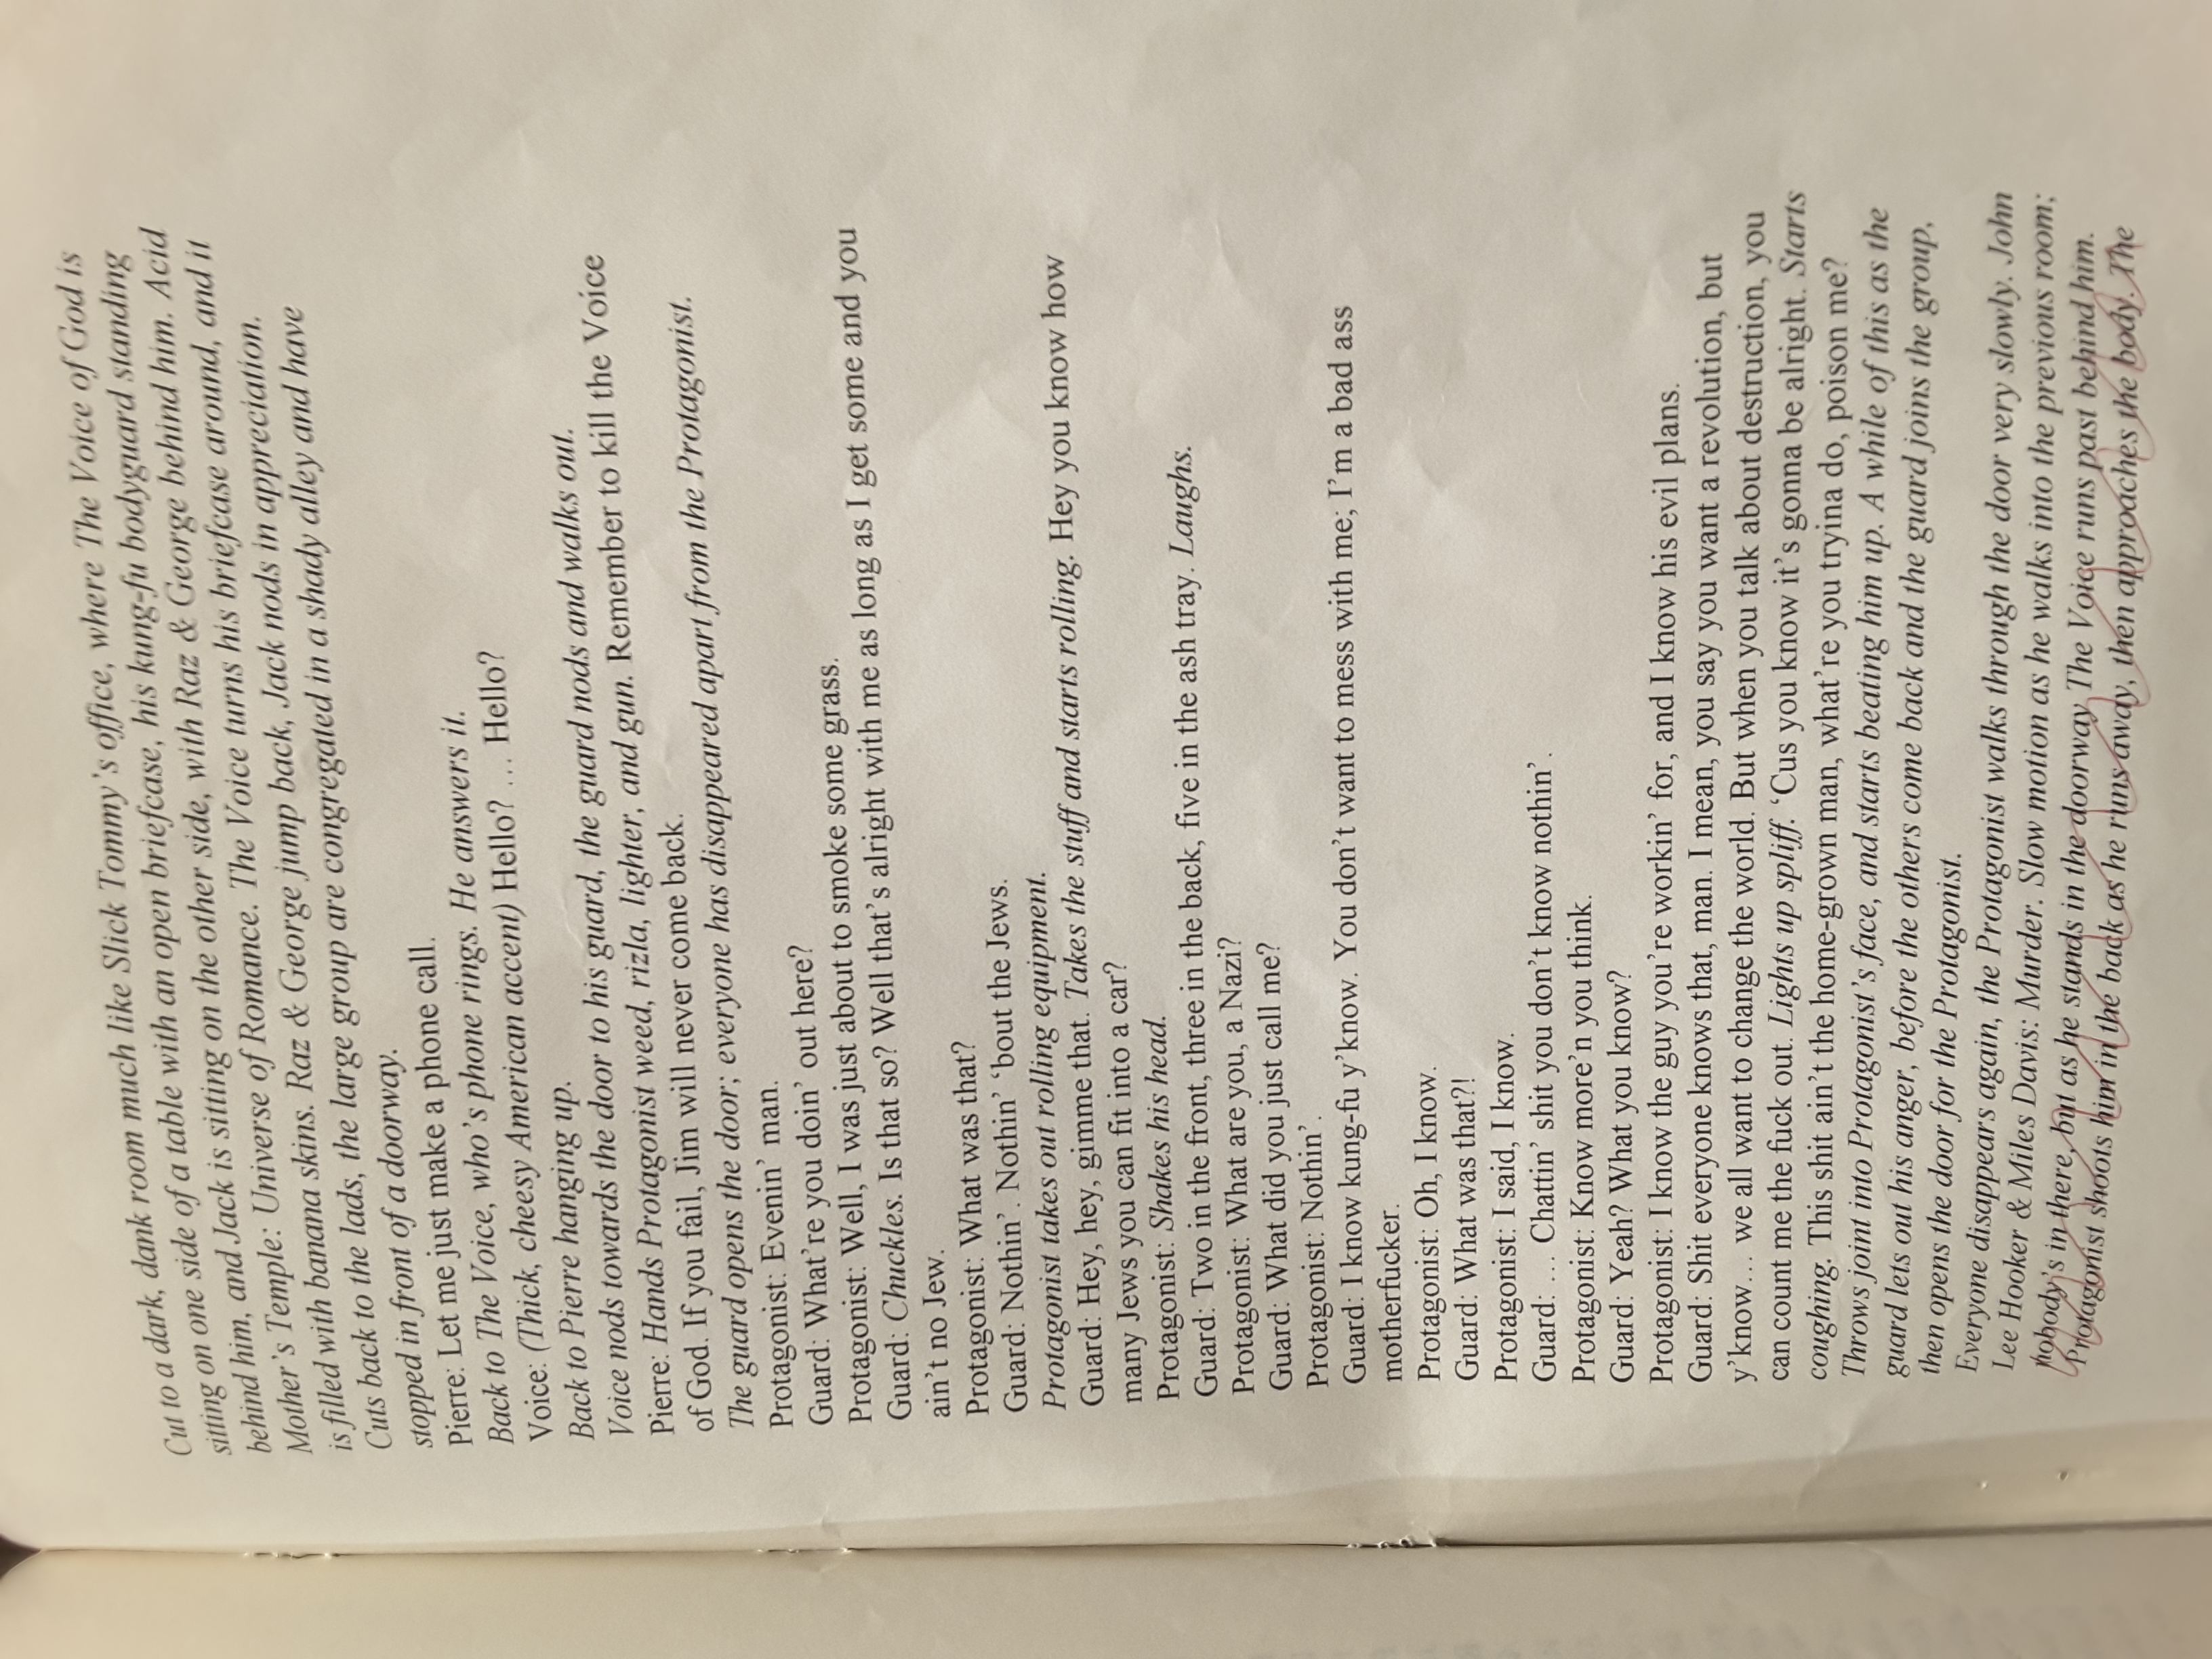 Cut to a dark, dank room much like Slick Tommy's office, where The Voice of God is
sitting on one side of a table with an open briefcase, his kung-fu bodyguard standing
behind him, and Jack is sitting on the other side, with Raz & George behind him. Acid
Mother's Temple: Universe of Romance. The Voice turns his briefcase around, and it
is filled with banana skins. Raz & George jump back, Jack nods in appreciation.
Cuts back to the lads, the large group are congregated in a shady alley and have
stopped in front of a doorway.
Pierre: Let me just make a phone call.
Back to The Voice, who's phone rings. He answers it.
Voice: (Thick, cheesy American accent) Hello? … Hello?
Back to Pierre hanging up.
Voice nods towards the door to his guard, the guard nods and walks out.
Pierre: Hands Protagonist weed, rizla, lighter, and gun. Remember to kill the Voice
of God. If you fail, Jim will never come back.
The guard opens the door; everyone has disappeared apart from the Protagonist.
Protagonist: Evenin' man.
Guard: What're you doin' out here?
Protagonist: Well, I was just about to smoke some grass.
Guard: Chuckles. Is that so? Well that's alright with me as long as I get some and you
ain't no Jew.
Protagonist: What was that?
Guard: Nothin'. Nothin' 'bout the Jews.
Protagonist takes out rolling equipment.
Guard: Hey, hey, gimme that. Takes the stuff and starts rolling. Hey you know how
many Jews you can fit into a car?
Protagonist: Shakes his head.
Guard: Two in the front, three in the back, five in the ash tray. Laughs.
Protagonist: What are you, a Nazi?
Guard: What did you just call me?
Protagonist: Nothin'.
Guard: I know kung-fu y'know. You don't want to mess with me; I'm a bad ass
motherfucker.
Protagonist: Oh, I know.
Guard: What was that?!
Protagonist: I said, I know.
Guard: … Chattin' shit you don't know nothin'.
Protagonist: Know more'n you think.
Guard: Yeah? What you know?
Protagonist: I know the guy you're workin' for, and I know his evil plans.
Guard: Shit everyone knows that, man. I mean, you say you want a revolution, but
y'know… we all want to change the world. But when you talk about destruction, you
can count me the fuck out. Lights up spliff. 'Cus you know it's gonna be alright. Starts
coughing. This shit ain't the home-grown man, what're you tryina do, poison me?
Throws joint into Protagonist's face, and starts beating him up. A while of this as the
guard lets out his anger, before the others come back and the guard joins the group,
then opens the door for the Protagonist.
Everyone disappears again, the Protagonist walks through the door very slowly. John
Lee Hooker & Miles Davis: Murder. Slow motion as he walks into the previous room;
nobody's in there, but as he stands in the doorway The Voice runs past behind him.
Protagonist shoots him in the back as he runs away, then approaches the body. The